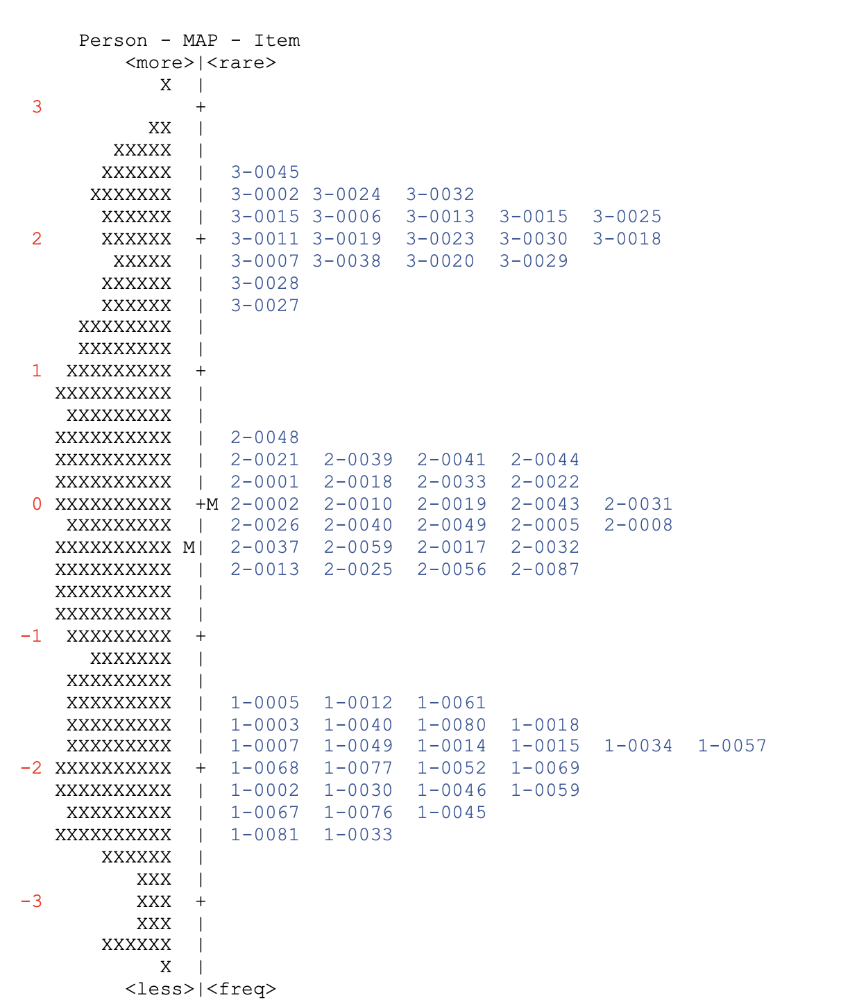 Person - MAP - Item
<more>|<rare>
X |
3 +
XX |
XXXXX |
XXXXXX | 3-0045
XXXXXXX | 3-0002 3-0024 3-0032
XXXXXX | 3-0015 3-0006 3-0013 3-0015 3-0025
2 XXXXXX + 3-0011 3-0019 3-0023 3-0030 3-0018
XXXXX | 3-0007 3-0038 3-0020 3-0029
XXXXXX | 3-0028
XXXXXX | 3-0027
XXXXXXXX |
XXXXXXXX |
1 XXXXXXXXX +
XXXXXXXXXX |
XXXXXXXXX |
XXXXXXXXXX | 2-0048
XXXXXXXXXX | 2-0021 2-0039 2-0041 2-0044
XXXXXXXXXX | 2-0001 2-0018 2-0033 2-0022
0 XXXXXXXXXX +M 2-0002 2-0010 2-0019 2-0043 2-0031
XXXXXXXXX | 2-0026 2-0040 2-0049 2-0005 2-0008
XXXXXXXXXX M| 2-0037 2-0059 2-0017 2-0032
XXXXXXXXXX | 2-0013 2-0025 2-0056 2-0087
XXXXXXXXXX |
XXXXXXXXXX |
-1 XXXXXXXXX +
XXXXXXX |
XXXXXXXXX |
XXXXXXXXX | 1-0005 1-0012 1-0061
XXXXXXXXX | 1-0003 1-0040 1-0080 1-0018
XXXXXXXXX | 1-0007 1-0049 1-0014 1-0015 1-0034 1-0057
-2 XXXXXXXXXX + 1-0068 1-0077 1-0052 1-0069
XXXXXXXXXX | 1-0002 1-0030 1-0046 1-0059
XXXXXXXXX | 1-0067 1-0076 1-0045
XXXXXXXXXX | 1-0081 1-0033
XXXXXX |
XXX |
-3 XXX +
XXX |
XXXXXX |
X |
<less>|<freq>